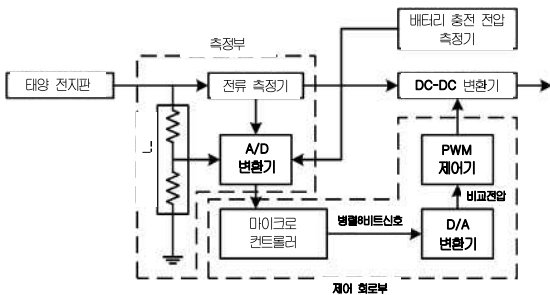 배터리 충전 전압
측정기
측정부
태양 전지판
전류 측정기
DC-DC 변환기
A/D
변환기
PWM
제어기
비교전압
마이크로
컨트롤러
병렬8비트신호
D/A
변환기
제어 회로부